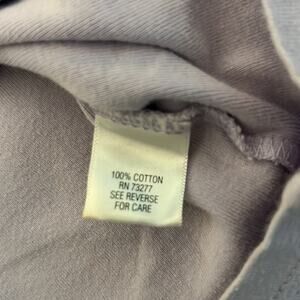 100% COTTON
RN 73277
SEE REVERSE
FOR CARE